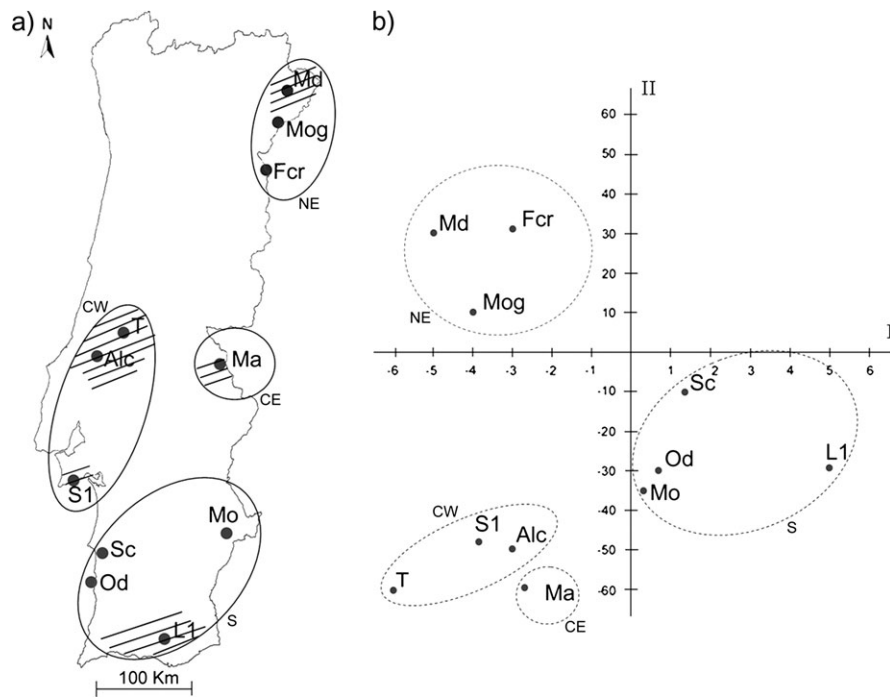 a)
N
Md
Mog
Fcr
NE
CW
T
Alc
Ma
CE
S1
Mo
Sc
Od
S
L1
100 Km
b)
II
60
50
40
30
20
10
Md
Fcr
Mog
NE
I
-6 -5 -4 -3 -2 -1 0 1 2 3 4 5 6
-10
-20
-30
-40
-50
-60
Sc
Od
L1
Mo
S
CW
S1
Alc
T
Ma
CE